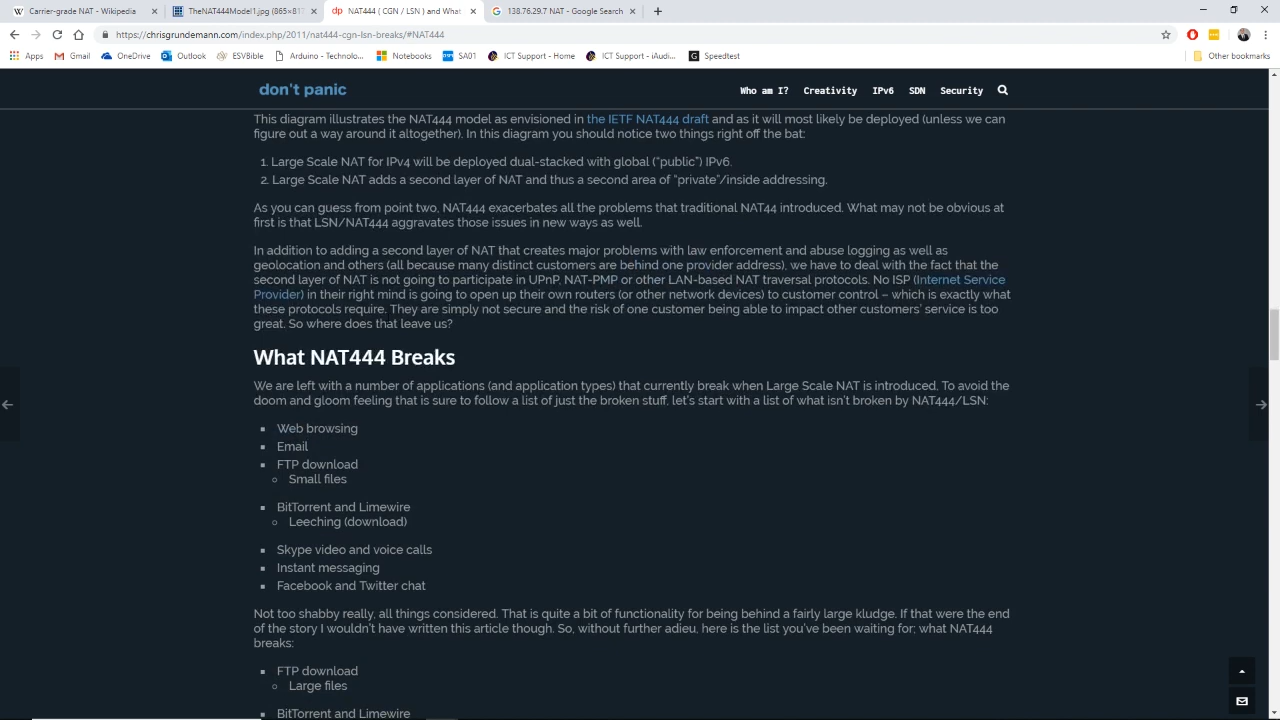 Carrier-grade NAT - Wikipedia
TheNAT444Model1.jpg (865×81
NAT444 ( CGN / LSN ) and What
138.76.29.7 NAT - Google Search
https://chrisgrundemann.com/index.php/2011/nat444-cgn-lsn-breaks/#NAT444
Apps
Gmail
OneDrive
Outlook
ESVBible
Adobe Illustrator Tu...
Notebooks
SA01
ICT Support - Home
ICT Support - iAudi...
Speedtest
Other bookmarks
don't panic
Who am I?
Creativity
IPv6
SDN
Security
This diagram illustrates the NAT444 model as envisioned in the IETF NAT444 draft and as it will most likely be deployed (unless we can
figure out a way around it altogether). In this diagram you should notice two things right off the bat:
1. Large Scale NAT for IPv4 will be deployed dual-stacked with global (“public”) IPv6.
2. Large Scale NAT adds a second layer of NAT and thus a second area of “private”/inside addressing.
As you can guess from point two, NAT444 exacerbates all the problems that traditional NAT44 introduced. What may not be obvious at
first is that LSN/NAT444 aggravates those issues in new ways as well.
In addition to adding a second layer of NAT that creates major problems with law enforcement and abuse logging as well as
geolocation and others (all because many distinct customers are behind one provider address), we have to deal with the fact that the
second layer of NAT is not going to participate in UPnP, NAT-PMP or other LAN-based NAT traversal protocols. No ISP (Internet Service
Provider) in their right mind is going to open up their own routers (or other network devices) to customer control – which is exactly what
these protocols require. They are simply not secure and the risk of one customer being able to impact other customers’ service is too
great. So where does that leave us?
What NAT444 Breaks
We are left with a number of applications (and application types) that currently break when Large Scale NAT is introduced. To avoid the
doom and gloom feeling that is sure to follow a list of just the broken stuff, let’s start with a list of what isn’t broken by NAT444/LSN:
Web browsing
Email
FTP download
Small files
BitTorrent and Limewire
Leeching (download)
Skype video and voice calls
Instant messaging
Facebook and Twitter chat
Not too shabby really, all things considered. That is quite a bit of functionality for being behind a fairly large kludge. If that were the end
of the story I wouldn’t have written this article though. So, without further adieu, here is the list you’ve been waiting for; what NAT444
breaks:
FTP download
Large files
BitTorrent and Limewire